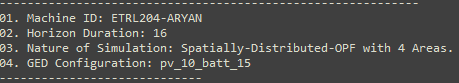 ------------------------------------------------------------
01. Machine ID: ETRL204-ARYAN
02. Horizon Duration: 16
03. Nature of Simulation: Spatially-Distributed-OPF with 4 Areas.
04. GED Configuration: pv_10_batt_15
-----------------------------